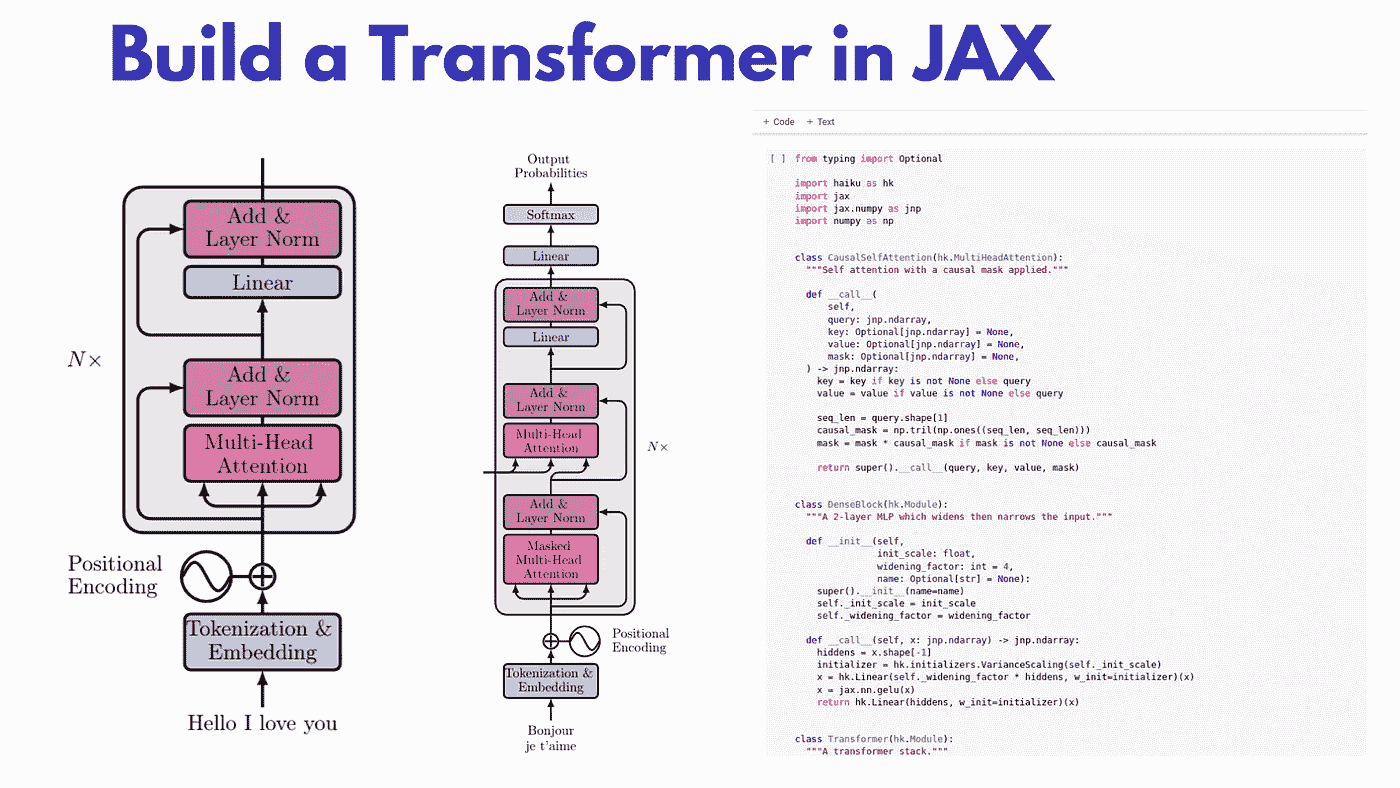 Build a Transformer in JAX
Add &
Layer Norm
Linear
N×
Add &
Layer Norm
Multi-Head
Attention
Positional
Encoding
Tokenization &
Embedding
Hello I love you
Output
Probabilities
Softmax
Linear
Add &
Layer Norm
Linear
Add &
Layer Norm
Multi-Head
Attention
N×
Add &
Layer Norm
Masked
Multi-Head
Attention
Positional
Encoding
Tokenization &
Embedding
Bonjour
je t'aime
+ Code + Text
[ ] from typing import Optional
import haiku as hk
import jax
import jax.numpy as jnp
import numpy as np
class CausalSelfAttention(hk.MultiHeadAttention):
"""Self attention with a causal mask applied."""
def __call__(
self,
query: jnp.ndarray,
key: Optional[jnp.ndarray] = None,
value: Optional[jnp.ndarray] = None,
mask: Optional[jnp.ndarray] = None,
) -> jnp.ndarray:
key = key if key is not None else query
value = value if value is not None else query
seq_len = query.shape[1]
causal_mask = np.tril(np.ones((seq_len, seq_len)))
mask = mask * causal_mask if mask is not None else causal_mask
return super().__call__(query, key, value, mask)
class DenseBlock(hk.Module):
"""A 2-layer MLP which widens then narrows the input."""
def __init__(self,
init_scale: float,
widening_factor: int = 4,
name: Optional[str] = None):
super().__init__(name=name)
self._init_scale = init_scale
self._widening_factor = widening_factor
def __call__(self, x: jnp.ndarray) -> jnp.ndarray:
hiddens = x.shape[-1]
initializer = hk.initializers.VarianceScaling(self._init_scale)
x = hk.Linear(self._widening_factor * hiddens, w_init=initializer)(x)
x = jax.nn.gelu(x)
return hk.Linear(hiddens, w_init=initializer)(x)
class Transformer(hk.Module):
"""A transformer stack."""